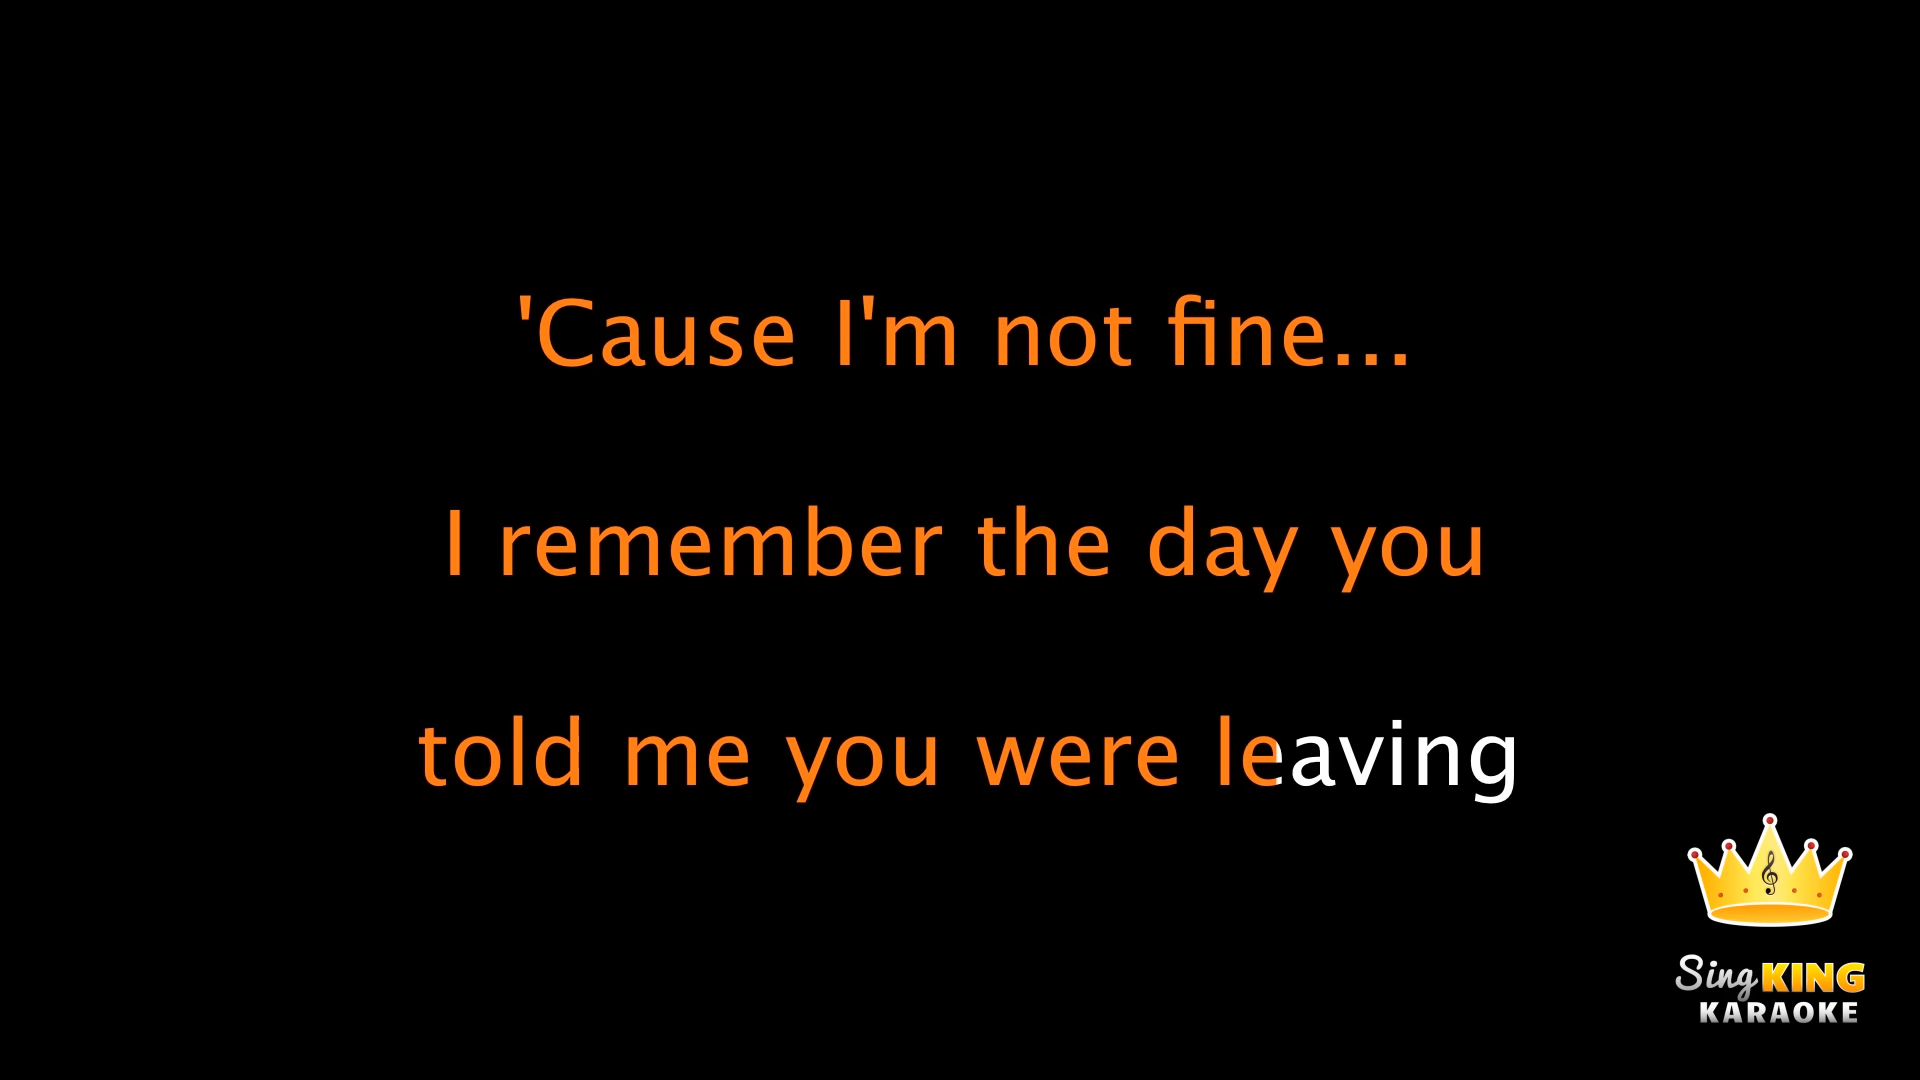 'Cause I'm not fine...
I remember the day you
told me you were leaving
Sing KING
KARAOKE